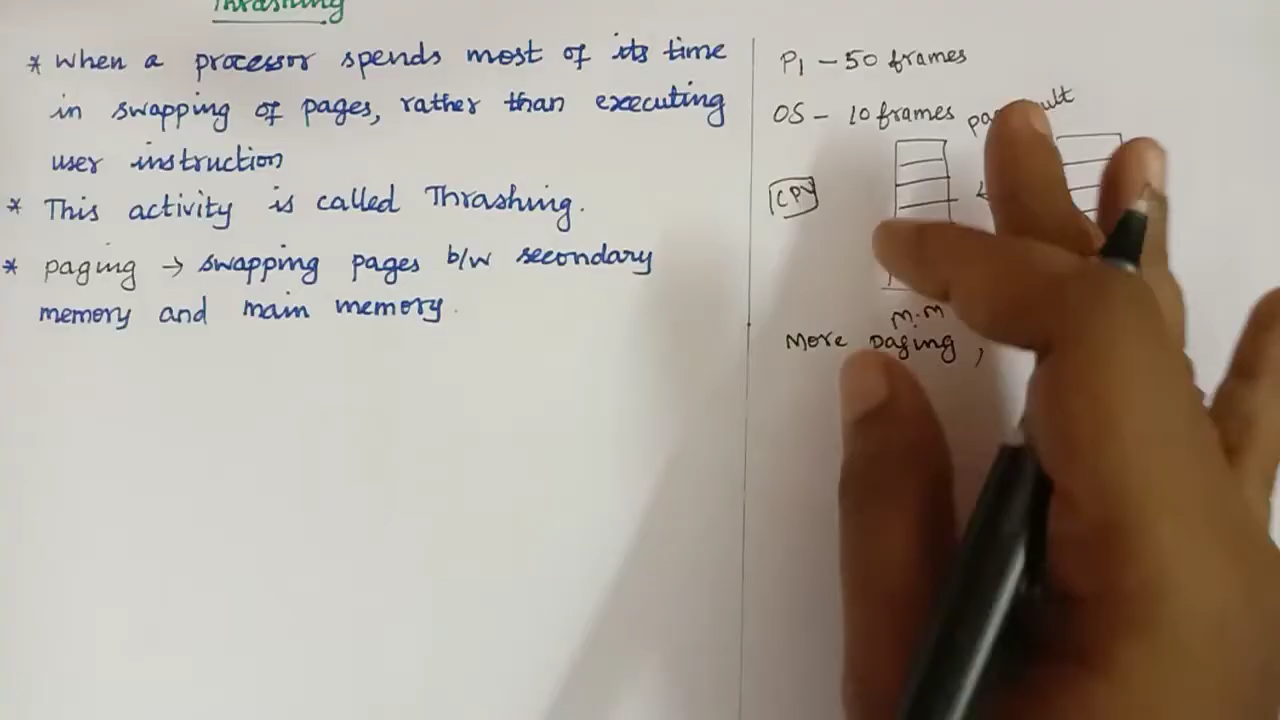 Thrashing
* When a processor spends most of its time
in swapping of pages, rather than executing
user instruction
* This activity is called Thrashing.
* paging → swapping pages b/w secondary
memory and main memory.
P1 – 50 frames
OS – 10 frames
CPU
M.M
More paging,